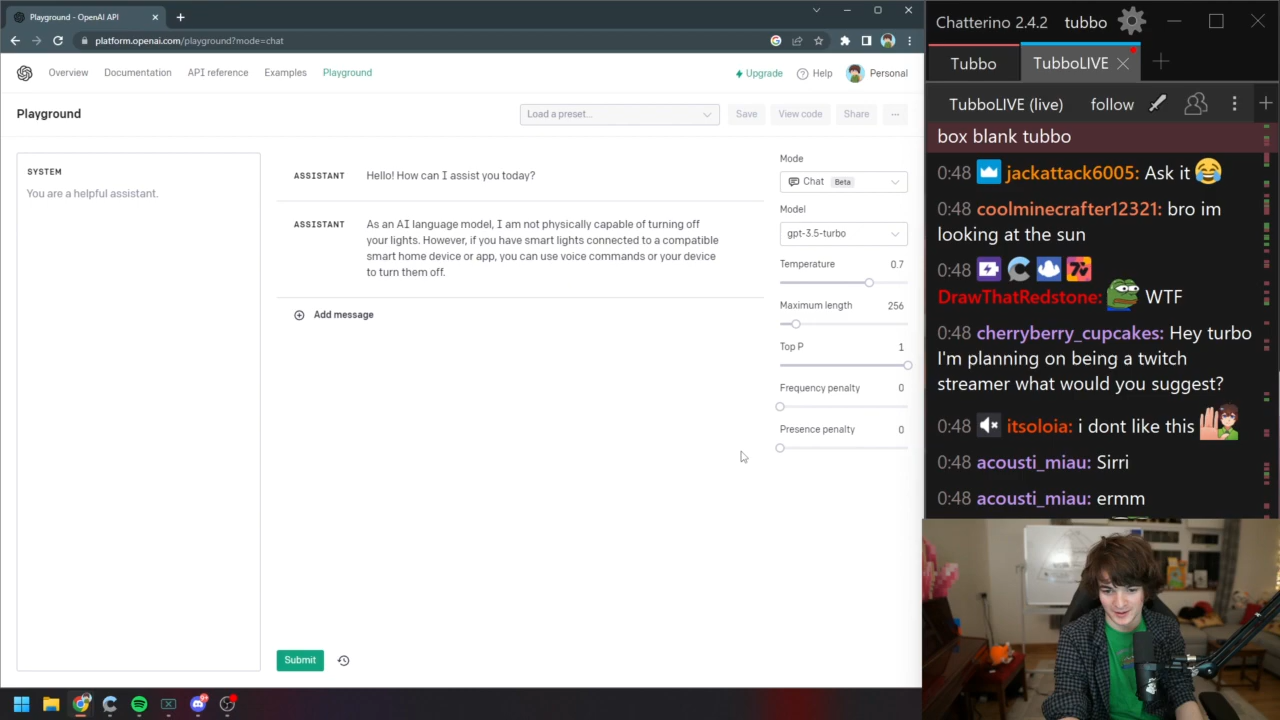 Playground - OpenAI API
platform.openai.com/playground?mode=chat
Overview
Documentation
API reference
Examples
Playground
Upgrade
Help
Personal
Playground
Load a preset...
Save
View code
Share
...
SYSTEM
You are a helpful assistant.
ASSISTANT
Hello! How can I assist you today?
ASSISTANT
As an AI language model, I am not physically capable of turning off
your lights. However, if you have smart lights connected to a compatible
smart home device or app, you can use voice commands or your device
to turn them off.
Add message
Submit
Mode
Chat Beta
Model
gpt-3.5-turbo
Temperature 0.7
Maximum length 256
Top P 1
Frequency penalty 0
Presence penalty 0
Chatterino 2.4.2 tubbo
Tubbo
TubboLIVE
TubboLIVE (live) follow
box blank tubbo
0:48 jackattack6005: Ask it
0:48 coolminecrafter12321: bro im
looking at the sun
0:48
DrawThatRedstone: WTF
0:48 cherryberry_cupcakes: Hey turbo
I'm planning on being a twitch
streamer what would you suggest?
0:48 itsoloia: i dont like this
0:48 acousti_miau: Sirri
0:48 acousti_miau: ermm